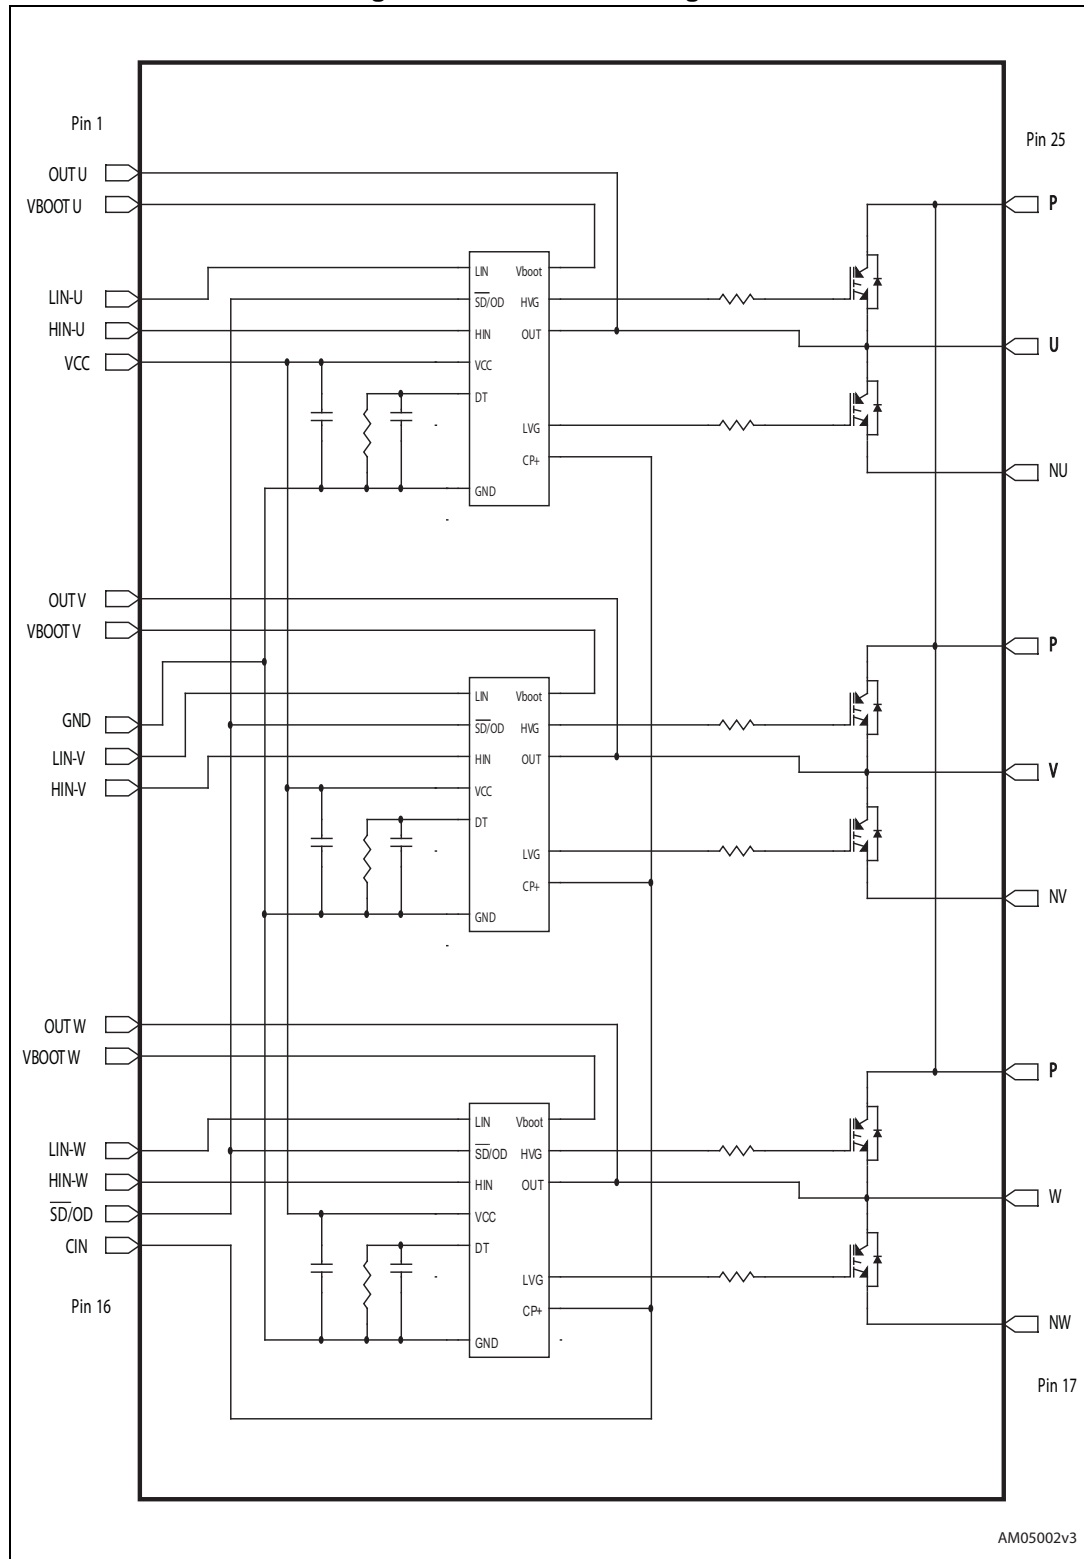 Pin 1
Pin 25
OUT U
VBOOT U
P
LIN Vboot
LIN-U
SD/OD HVG
HIN-U
HIN OUT
U
VCC
VCC
DT
LVG
CP+
NU
GND
OUT V
VBOOT V
P
LIN Vboot
GND
SD/OD HVG
LIN-V
HIN OUT
V
HIN-V
VCC
DT
LVG
CP+
NV
GND
OUT W
VBOOT W
P
LIN Vboot
LIN-W
SD/OD HVG
HIN-W
HIN OUT
W
SD/OD
VCC
CIN
DT
LVG
Pin 16
CP+
NW
GND
Pin 17
AM05002v3